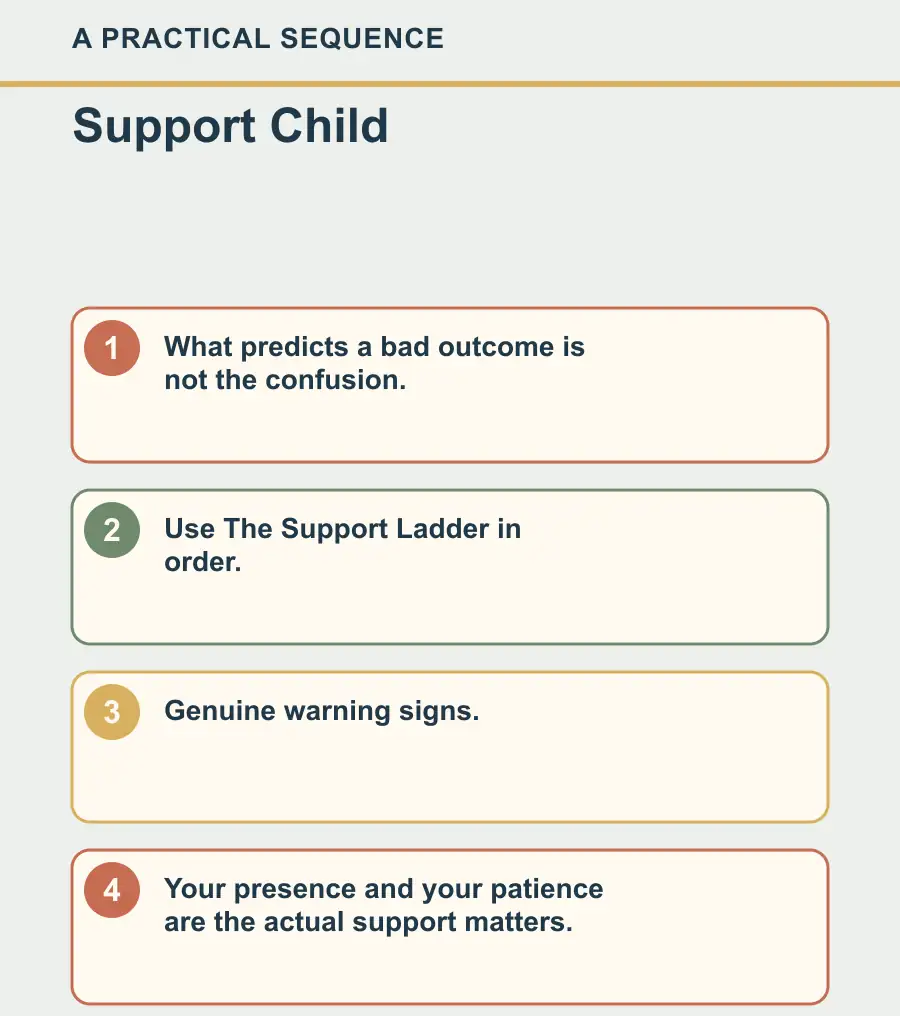 A PRACTICAL SEQUENCE
Support Child
1
What predicts a bad outcome is
not the confusion.
2
Use The Support Ladder in
order.
3
Genuine warning signs.
4
Your presence and your patience
are the actual support matters.